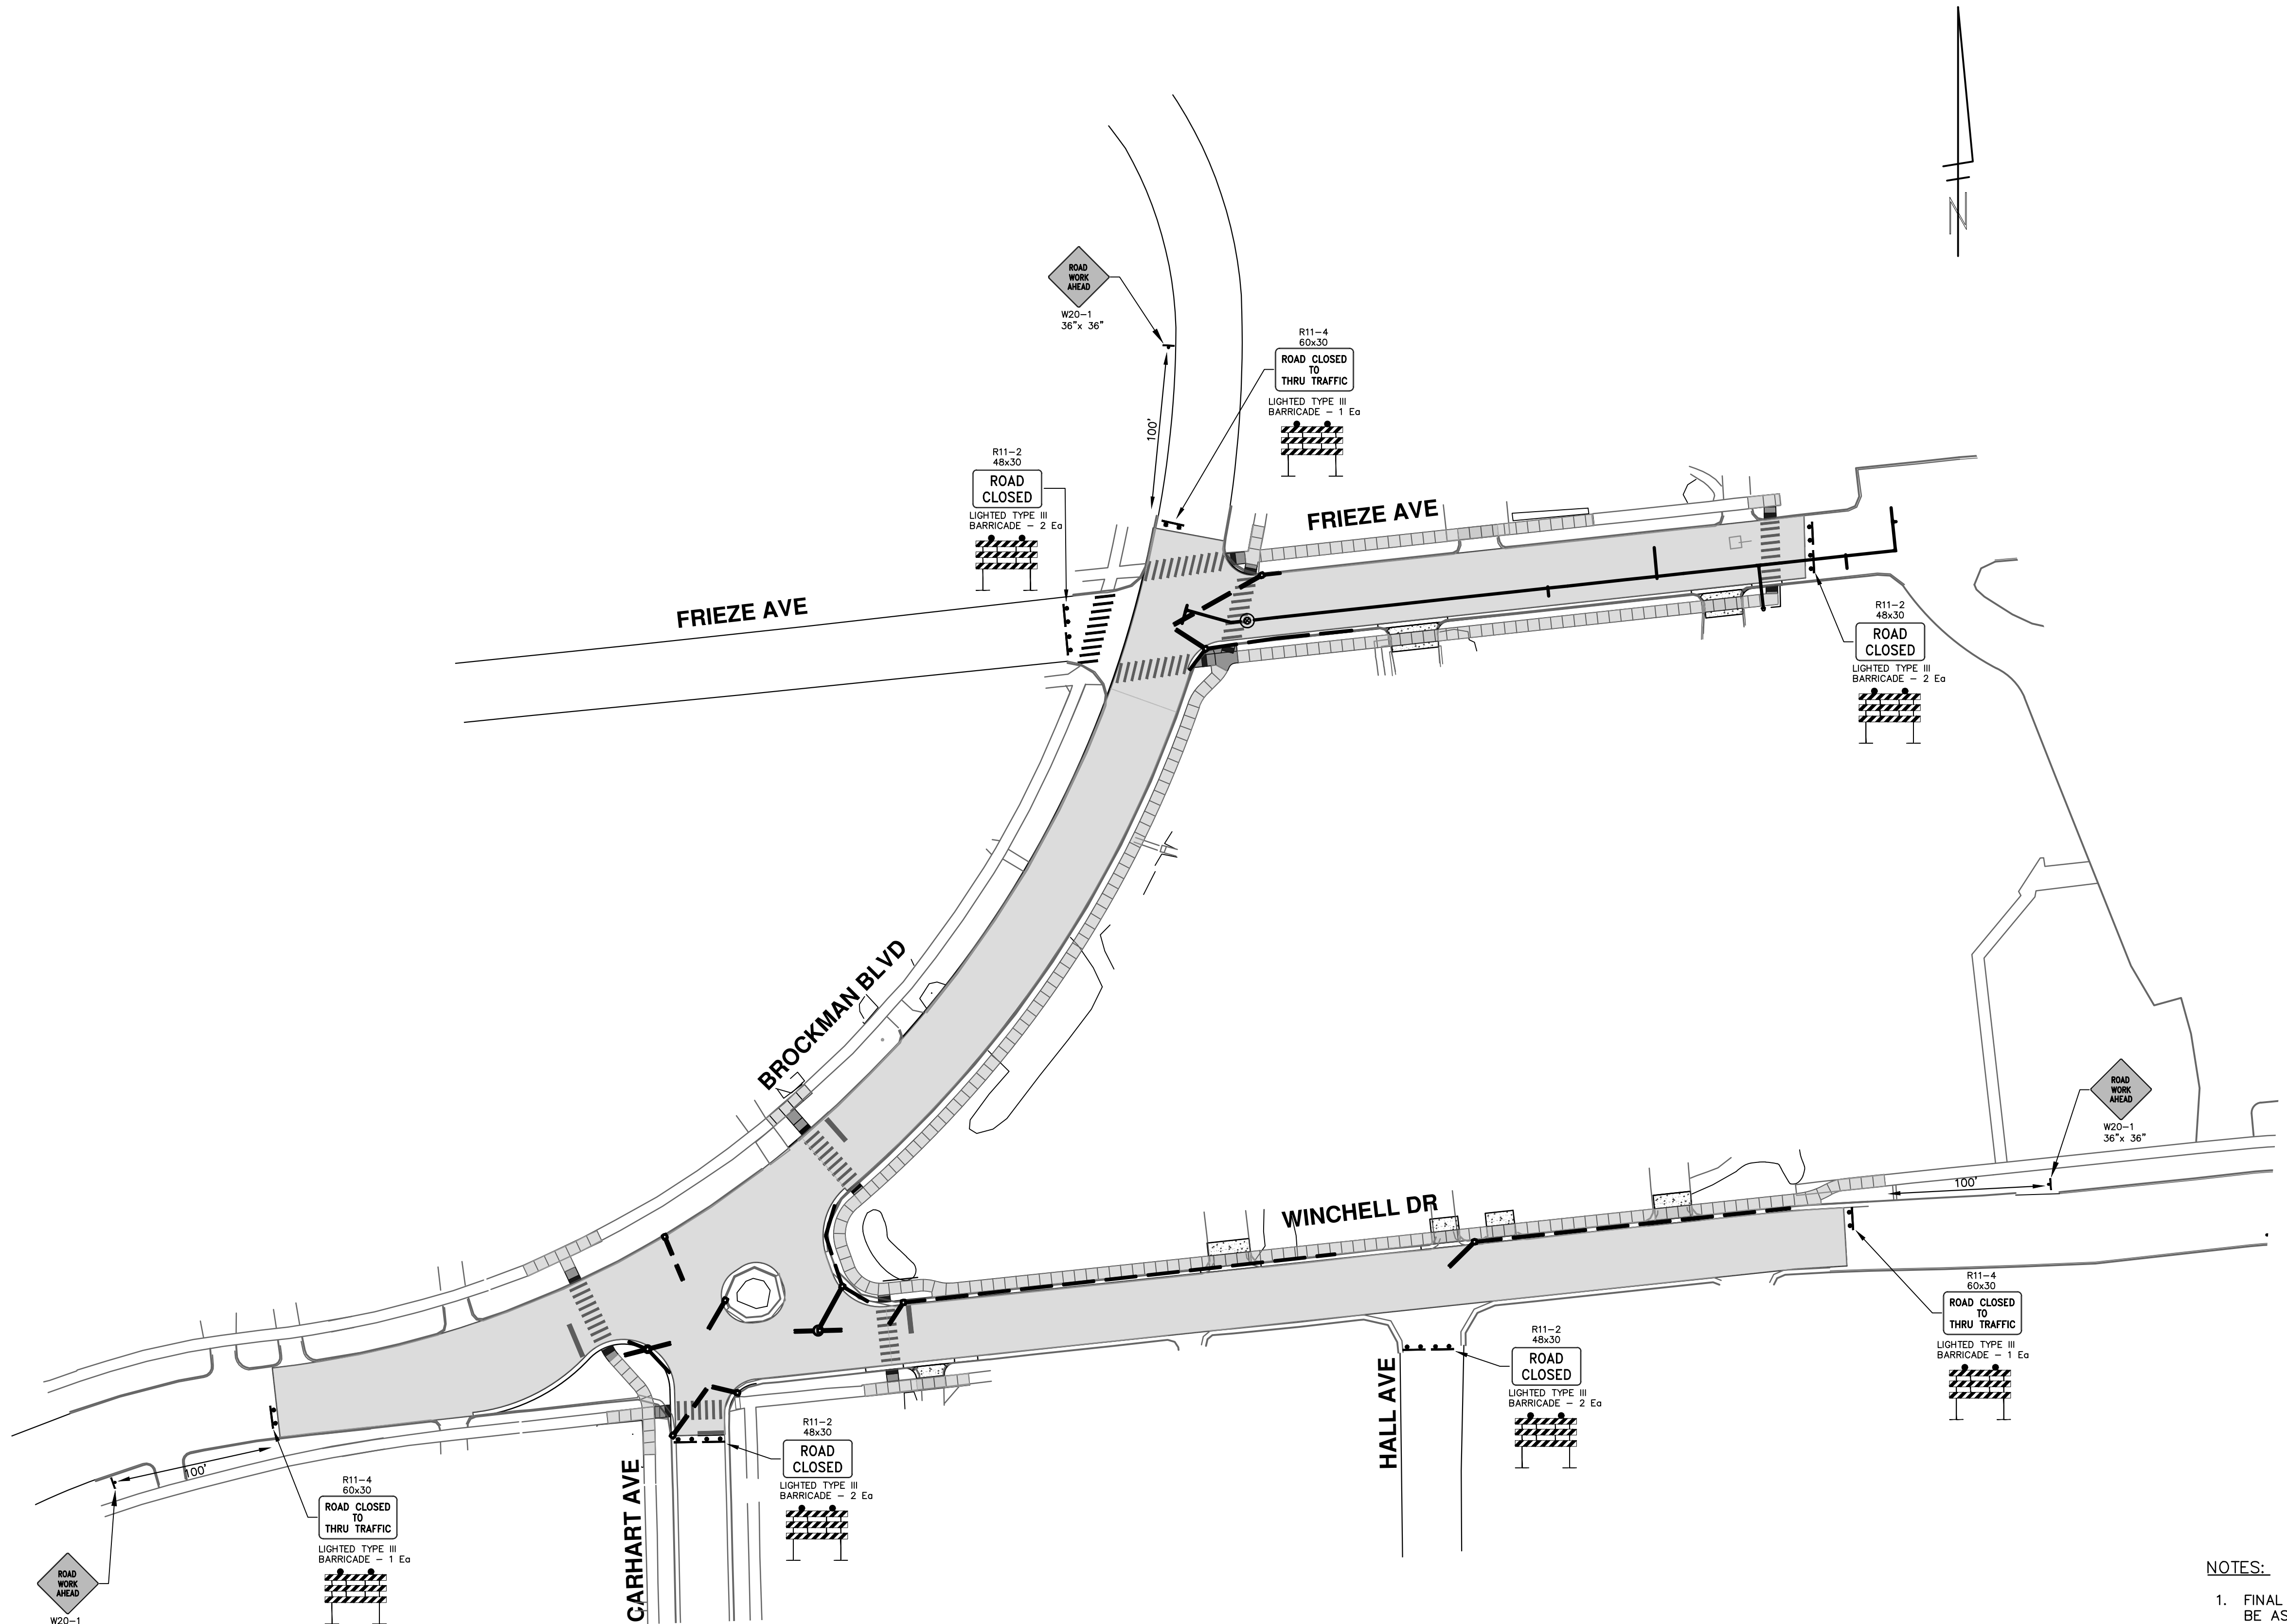 N
ROAD
WORK
AHEAD
W20-1
36"x 36"
R11-4
60x30
ROAD CLOSED
TO
THRU TRAFFIC
LIGHTED TYPE III
BARRICADE - 1 Ea
100'
R11-2
48x30
ROAD
CLOSED
LIGHTED TYPE III
BARRICADE - 2 Ea
FRIEZE AVE
FRIEZE AVE
R11-2
48x30
ROAD
CLOSED
LIGHTED TYPE III
BARRICADE - 2 Ea
BROCKMAN BLVD
ROAD
WORK
AHEAD
W20-1
36"x 36"
100'
WINCHELL DR
R11-4
60x30
ROAD CLOSED
TO
THRU TRAFFIC
LIGHTED TYPE III
BARRICADE - 1 Ea
R11-2
48x30
ROAD
CLOSED
LIGHTED TYPE III
BARRICADE - 2 Ea
HALL AVE
R11-2
48x30
ROAD
CLOSED
LIGHTED TYPE III
BARRICADE - 2 Ea
CARHART AVE
100'
R11-4
60x30
ROAD CLOSED
TO
THRU TRAFFIC
LIGHTED TYPE III
BARRICADE - 1 Ea
ROAD
WORK
AHEAD
W20-1
NOTES:
1. FINAL
BE AS